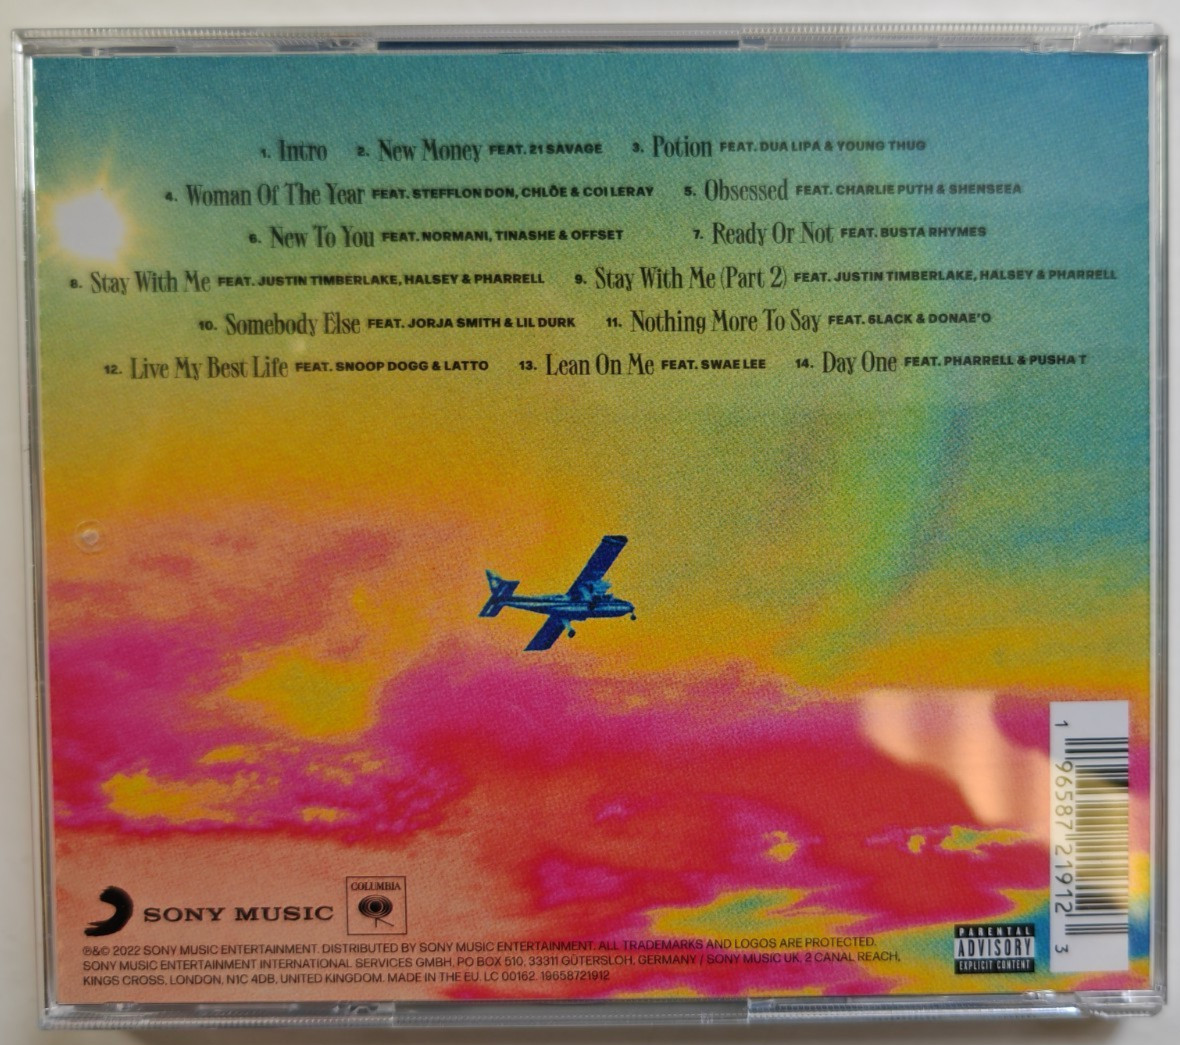 1. Intro 2. New Money FEAT. 21 SAVAGE 3. Potion FEAT. DUA LIPA & YOUNG THUG
4. Woman Of The Year FEAT. STEFFLON DON, CHLÖE & COI LERAY 5. Obsessed FEAT. CHARLIE PUTH & SHENSEEA
6. New To You FEAT. NORMANI, TINASHE & OFFSET 7. Ready Or Not FEAT. BUSTA RHYMES
8. Stay With Me FEAT. JUSTIN TIMBERLAKE, HALSEY & PHARRELL 9. Stay With Me (Part 2) FEAT. JUSTIN TIMBERLAKE, HALSEY & PHARRELL
10. Somebody Else FEAT. JORJA SMITH & LIL DURK 11. Nothing More To Say FEAT. 6LACK & DONAE'O
12. Live My Best Life FEAT. SNOOP DOGG & LATTO 13. Lean On Me FEAT. SWAE LEE 14. Day One FEAT. PHARRELL & PUSHA T
SONY MUSIC
COLUMBIA
℗&© 2022 SONY MUSIC ENTERTAINMENT. DISTRIBUTED BY SONY MUSIC ENTERTAINMENT. ALL TRADEMARKS AND LOGOS ARE PROTECTED.
SONY MUSIC ENTERTAINMENT INTERNATIONAL SERVICES GMBH, PO BOX 510, 33311 GÜTERSLOH, GERMANY / SONY MUSIC UK, 2 CANAL REACH,
KINGS CROSS, LONDON, N1C 4DB, UNITED KINGDOM. MADE IN THE EU. LC 00162. 19658721912
PARENTAL
ADVISORY
EXPLICIT CONTENT
1 96587 21912 3